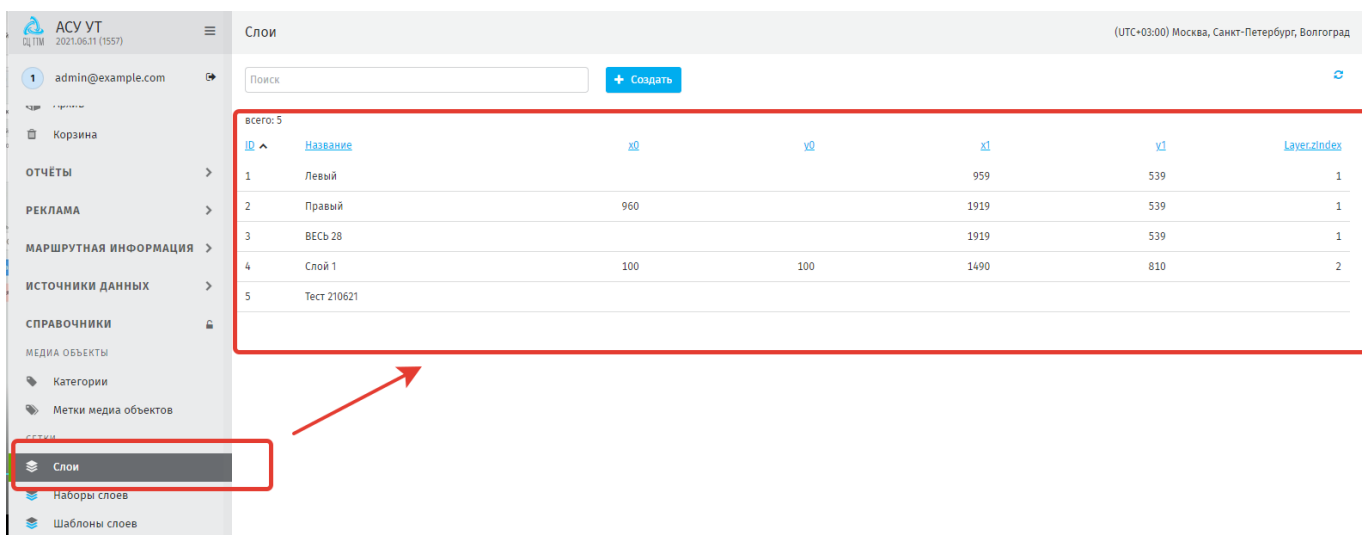 АСУ УТ
СЦ ТТМ 2021.06.11 (1557)
Слои
(UTC+03:00) Москва, Санкт-Петербург, Волгоград
1 admin@example.com
Поиск
+ Создать
Архив
Корзина
ОТЧЁТЫ
РЕКЛАМА
МАРШРУТНАЯ ИНФОРМАЦИЯ
ИСТОЧНИКИ ДАННЫХ
СПРАВОЧНИКИ
МЕДИА ОБЪЕКТЫ
Категории
Метки медиа объектов
СЕТКИ
Слои
Наборы слоев
Шаблоны слоев
всего: 5
ID Название x0 y0 x1 y1 Layer.zIndex
1 Левый 959 539 1
2 Правый 960 1919 539 1
3 ВЕСЬ 28 1919 539 1
4 Слой 1 100 100 1490 810 2
5 Тест 210621